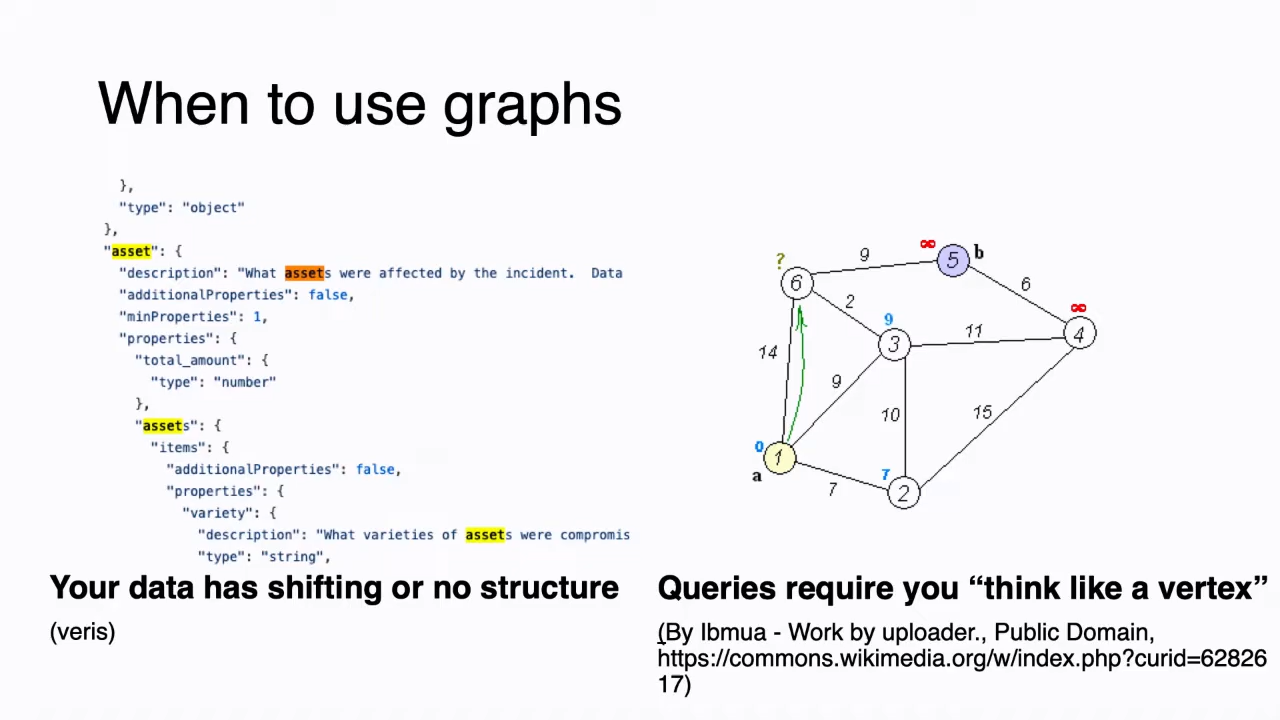 When to use graphs
},
"type": "object"
},
"asset": {
"description": "What assets were affected by the incident.  Data
"additionalProperties": false,
"minProperties": 1,
"properties": {
"total_amount": {
"type": "number"
},
"assets": {
"items": {
"additionalProperties": false,
"properties": {
"variety": {
"description": "What varieties of assets were compromis
"type": "string",
Your data has shifting or no structure
(veris)
∞
b
?
9
5
6
6
2
∞
9
11
4
3
14
9
10
15
0
1
7
a
7
2
Queries require you “think like a vertex”
(By Ibmua - Work by uploader., Public Domain,
https://commons.wikimedia.org/w/index.php?curid=62826
17)